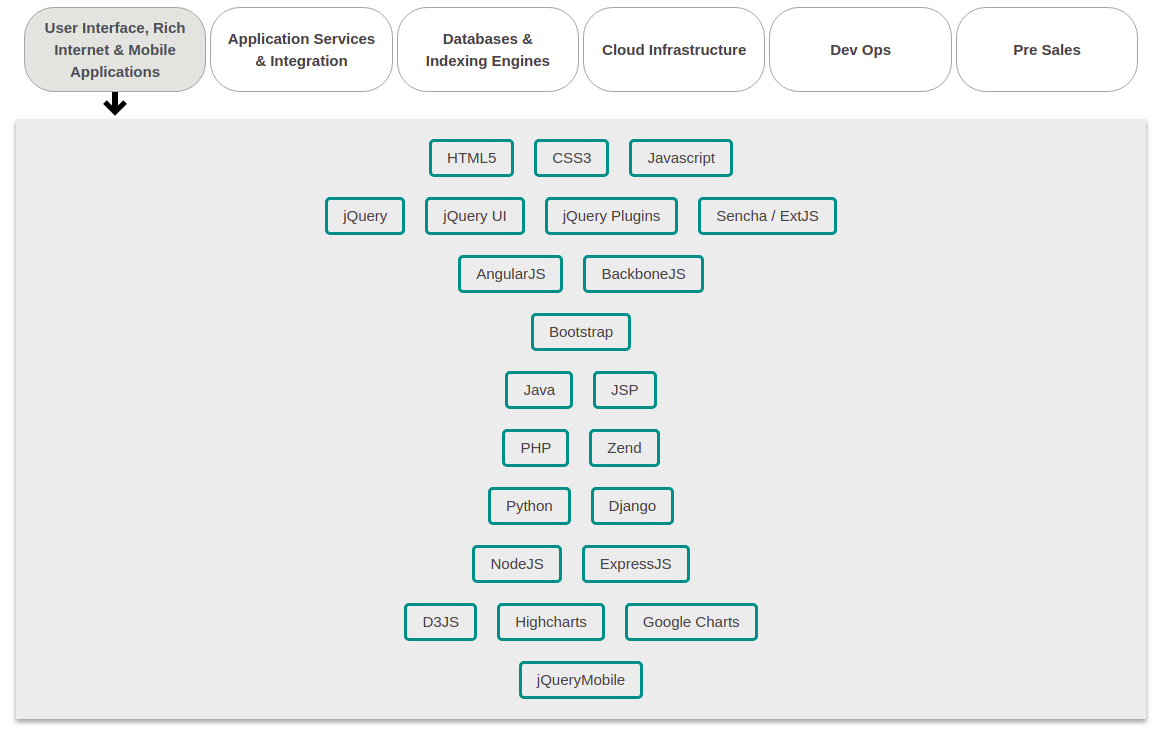 User Interface, Rich
Internet & Mobile
Applications
Application Services
& Integration
Databases &
Indexing Engines
Cloud Infrastructure
Dev Ops
Pre Sales
HTML5 CSS3 Javascript
jQuery jQuery UI jQuery Plugins Sencha / ExtJS
AngularJS BackboneJS
Bootstrap
Java JSP
PHP Zend
Python Django
NodeJS ExpressJS
D3JS Highcharts Google Charts
jQueryMobile